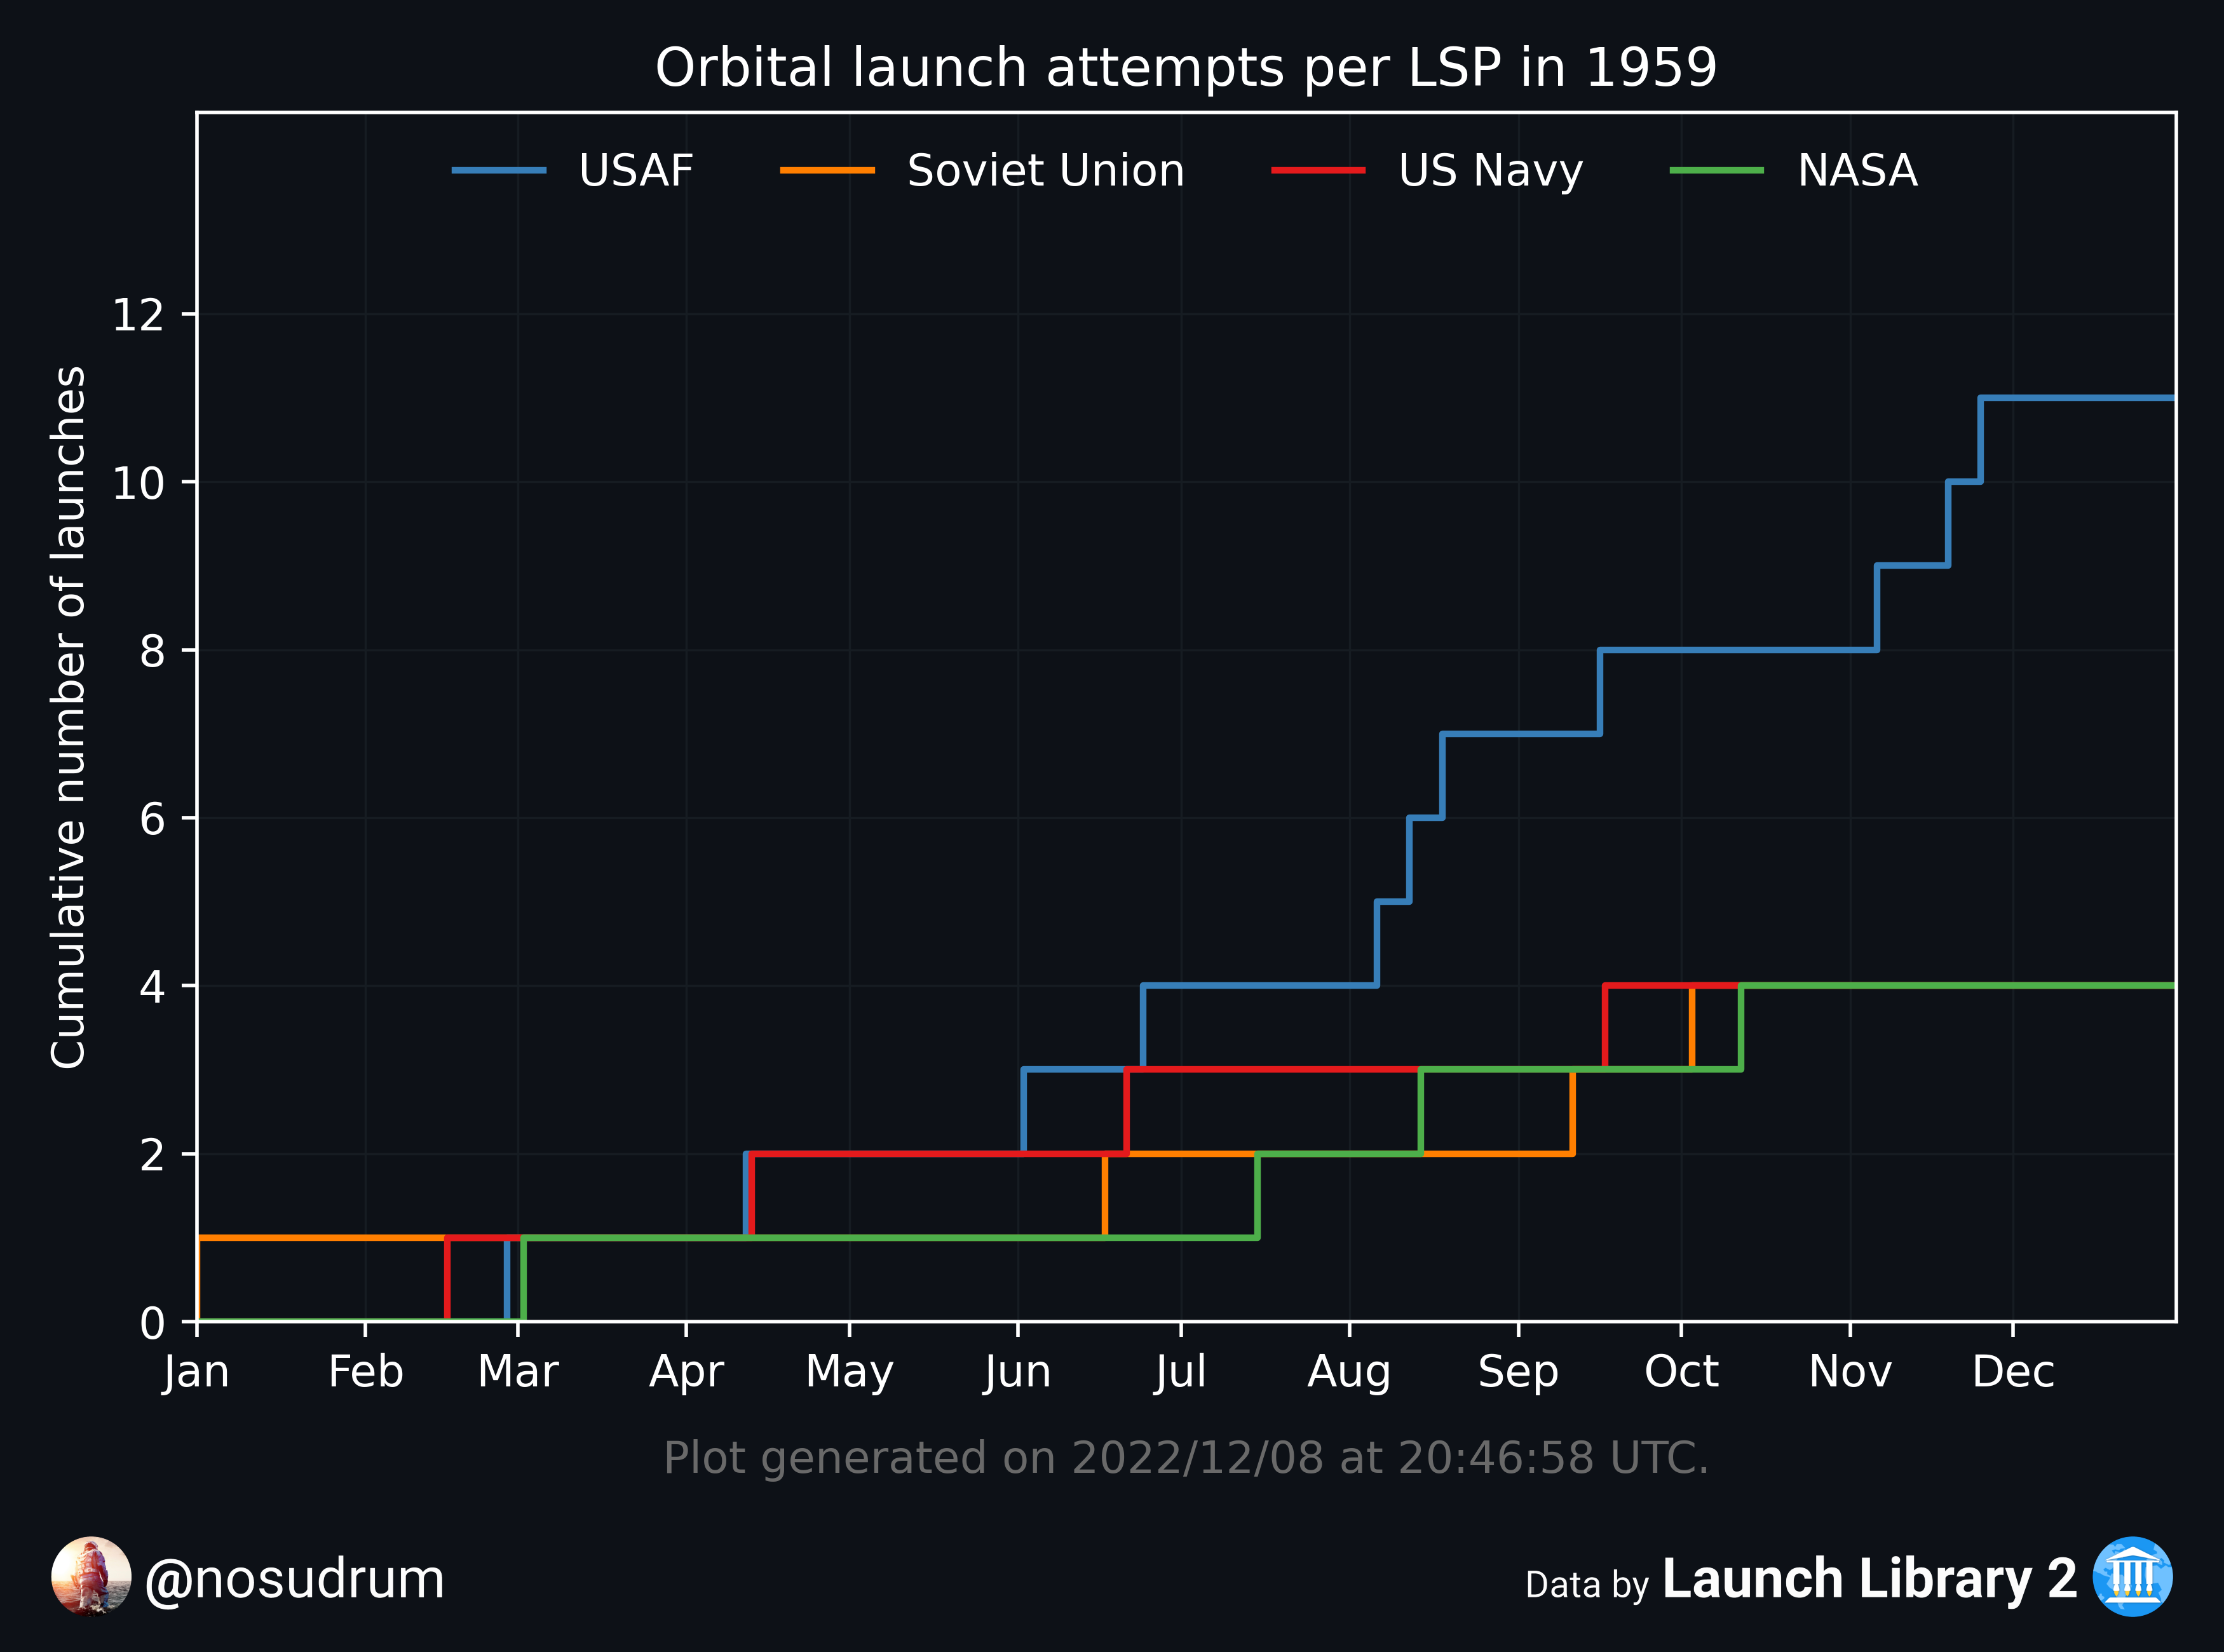 Orbital launch attempts per LSP in 1959
USAF Soviet Union US Navy NASA
Cumulative number of launches
12
10
8
6
4
2
0
Jan Feb Mar Apr May Jun Jul Aug Sep Oct Nov Dec
Plot generated on 2022/12/08 at 20:46:58 UTC.
@nosudrum
Data by Launch Library 2